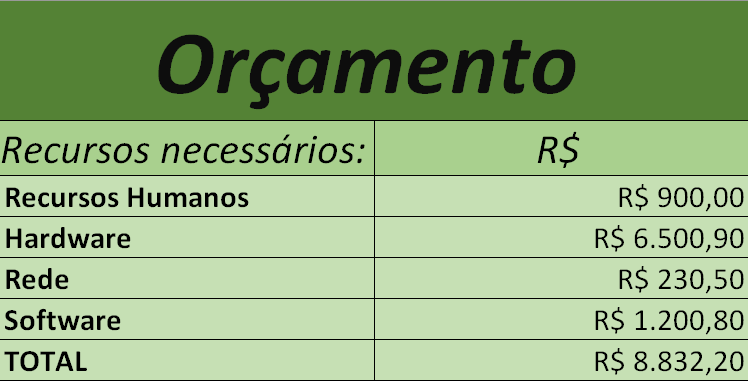 Orçamento
Recursos necessários: R$
Recursos Humanos R$ 900,00
Hardware R$ 6.500,90
Rede R$ 230,50
Software R$ 1.200,80
TOTAL R$ 8.832,20